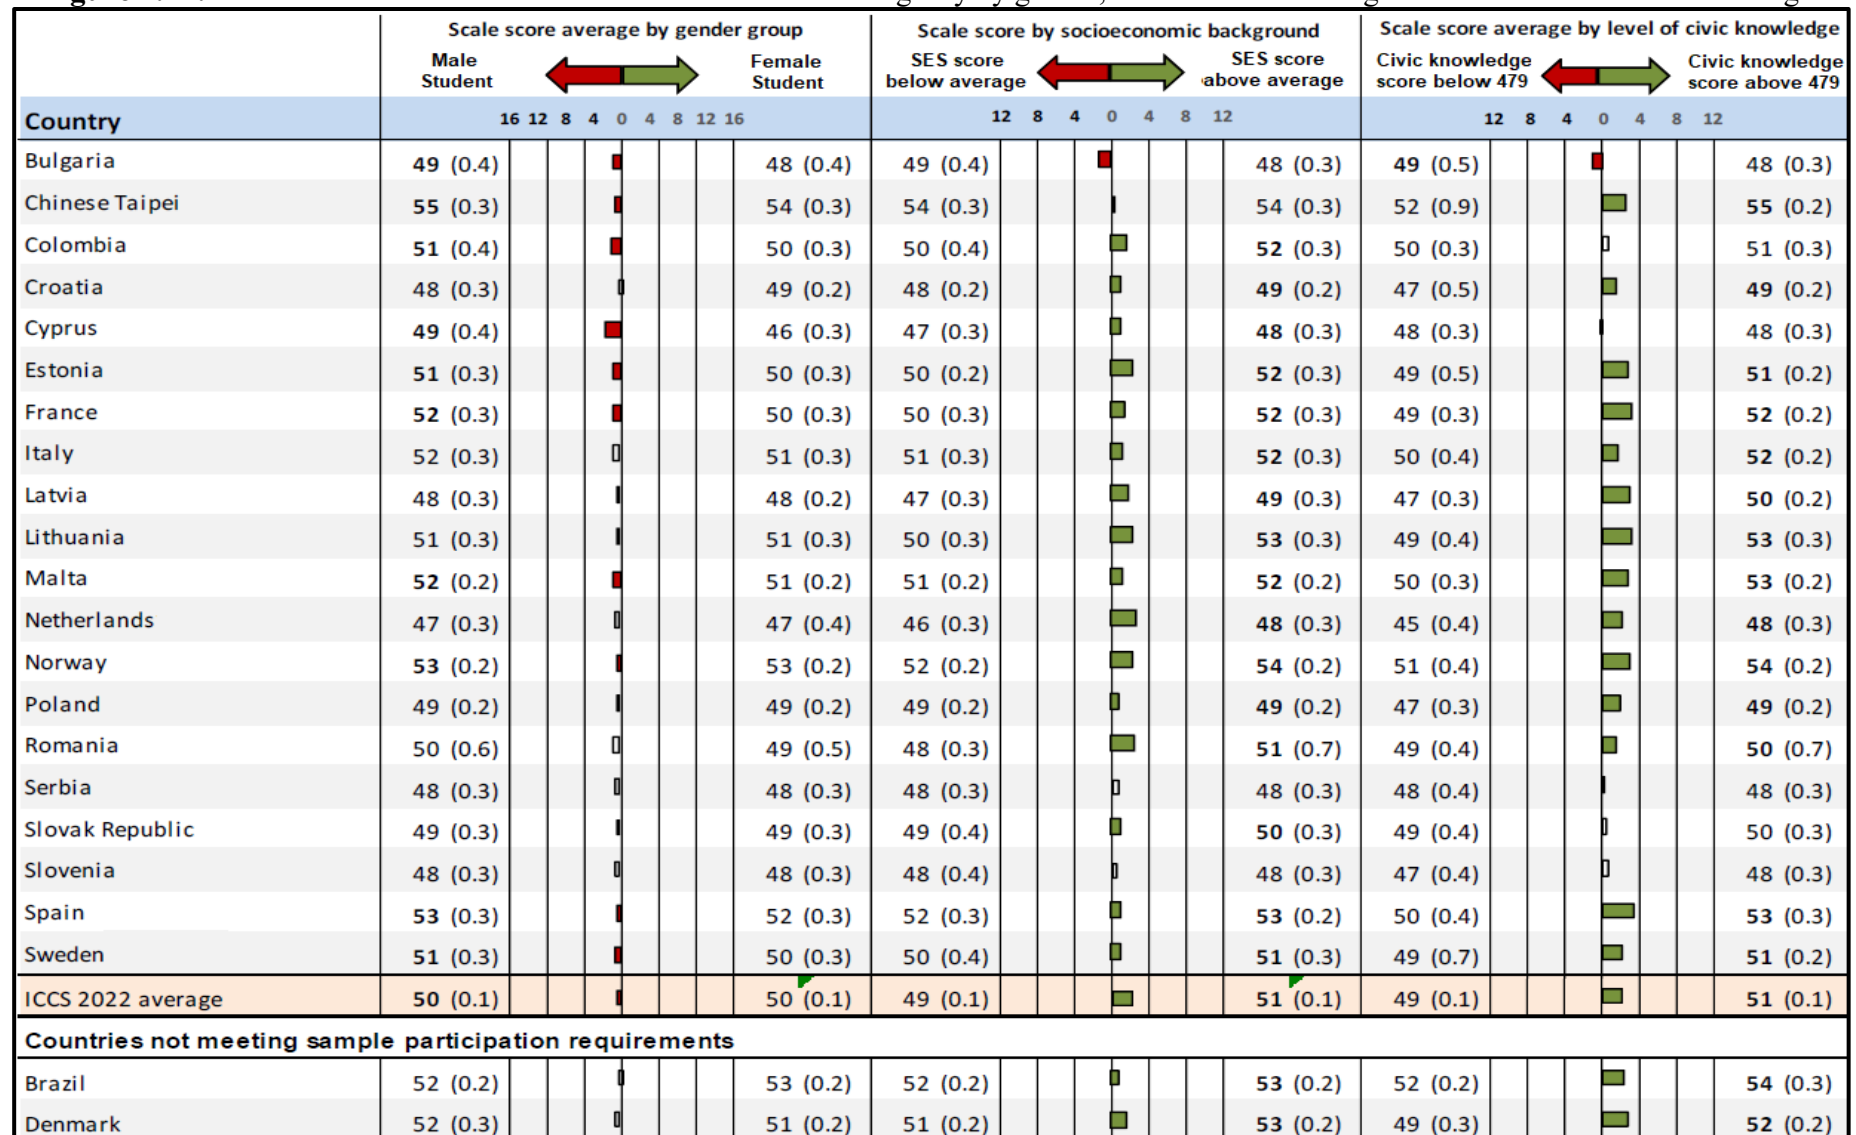 Scale score average by gender group
Scale score by socioeconomic background
Scale score average by level of civic knowledge
Male Student
Female Student
SES score below average
SES score above average
Civic knowledge score below 479
Civic knowledge score above 479
Country 16 12 8 4 0 4 8 12 16 12 8 4 0 4 8 12 12 8 4 0 4 8 12
Bulgaria 49 (0.4) 48 (0.4) 49 (0.4) 48 (0.3) 49 (0.5) 48 (0.3)
Chinese Taipei 55 (0.3) 54 (0.3) 54 (0.3) 54 (0.3) 52 (0.9) 55 (0.2)
Colombia 51 (0.4) 50 (0.3) 50 (0.4) 52 (0.3) 50 (0.3) 51 (0.3)
Croatia 48 (0.3) 49 (0.2) 48 (0.2) 49 (0.2) 47 (0.5) 49 (0.2)
Cyprus 49 (0.4) 46 (0.3) 47 (0.3) 48 (0.3) 48 (0.3) 48 (0.3)
Estonia 51 (0.3) 50 (0.3) 50 (0.2) 52 (0.3) 49 (0.5) 51 (0.2)
France 52 (0.3) 50 (0.3) 50 (0.3) 52 (0.3) 49 (0.3) 52 (0.2)
Italy 52 (0.3) 51 (0.3) 51 (0.3) 52 (0.3) 50 (0.4) 52 (0.2)
Latvia 48 (0.3) 48 (0.2) 47 (0.3) 49 (0.3) 47 (0.3) 50 (0.2)
Lithuania 51 (0.3) 51 (0.3) 50 (0.3) 53 (0.3) 49 (0.4) 53 (0.3)
Malta 52 (0.2) 51 (0.2) 51 (0.2) 52 (0.2) 50 (0.3) 53 (0.2)
Netherlands 47 (0.3) 47 (0.4) 46 (0.3) 48 (0.3) 45 (0.4) 48 (0.3)
Norway 53 (0.2) 53 (0.2) 52 (0.2) 54 (0.2) 51 (0.4) 54 (0.2)
Poland 49 (0.2) 49 (0.2) 49 (0.2) 49 (0.2) 47 (0.3) 49 (0.2)
Romania 50 (0.6) 49 (0.5) 48 (0.3) 51 (0.7) 49 (0.4) 50 (0.7)
Serbia 48 (0.3) 48 (0.3) 48 (0.3) 48 (0.3) 48 (0.4) 48 (0.3)
Slovak Republic 49 (0.3) 49 (0.3) 49 (0.4) 50 (0.3) 49 (0.4) 50 (0.3)
Slovenia 48 (0.3) 48 (0.3) 48 (0.4) 48 (0.3) 47 (0.4) 48 (0.3)
Spain 53 (0.3) 52 (0.3) 52 (0.3) 53 (0.2) 50 (0.4) 53 (0.3)
Sweden 51 (0.3) 50 (0.3) 50 (0.4) 51 (0.3) 49 (0.7) 51 (0.2)
ICCS 2022 average 50 (0.1) 50 (0.1) 49 (0.1) 51 (0.1) 49 (0.1) 51 (0.1)
Countries not meeting sample participation requirements
Brazil 52 (0.2) 53 (0.2) 52 (0.2) 53 (0.2) 52 (0.2) 54 (0.3)
Denmark 52 (0.3) 51 (0.2) 51 (0.2) 53 (0.2) 49 (0.3) 52 (0.2)